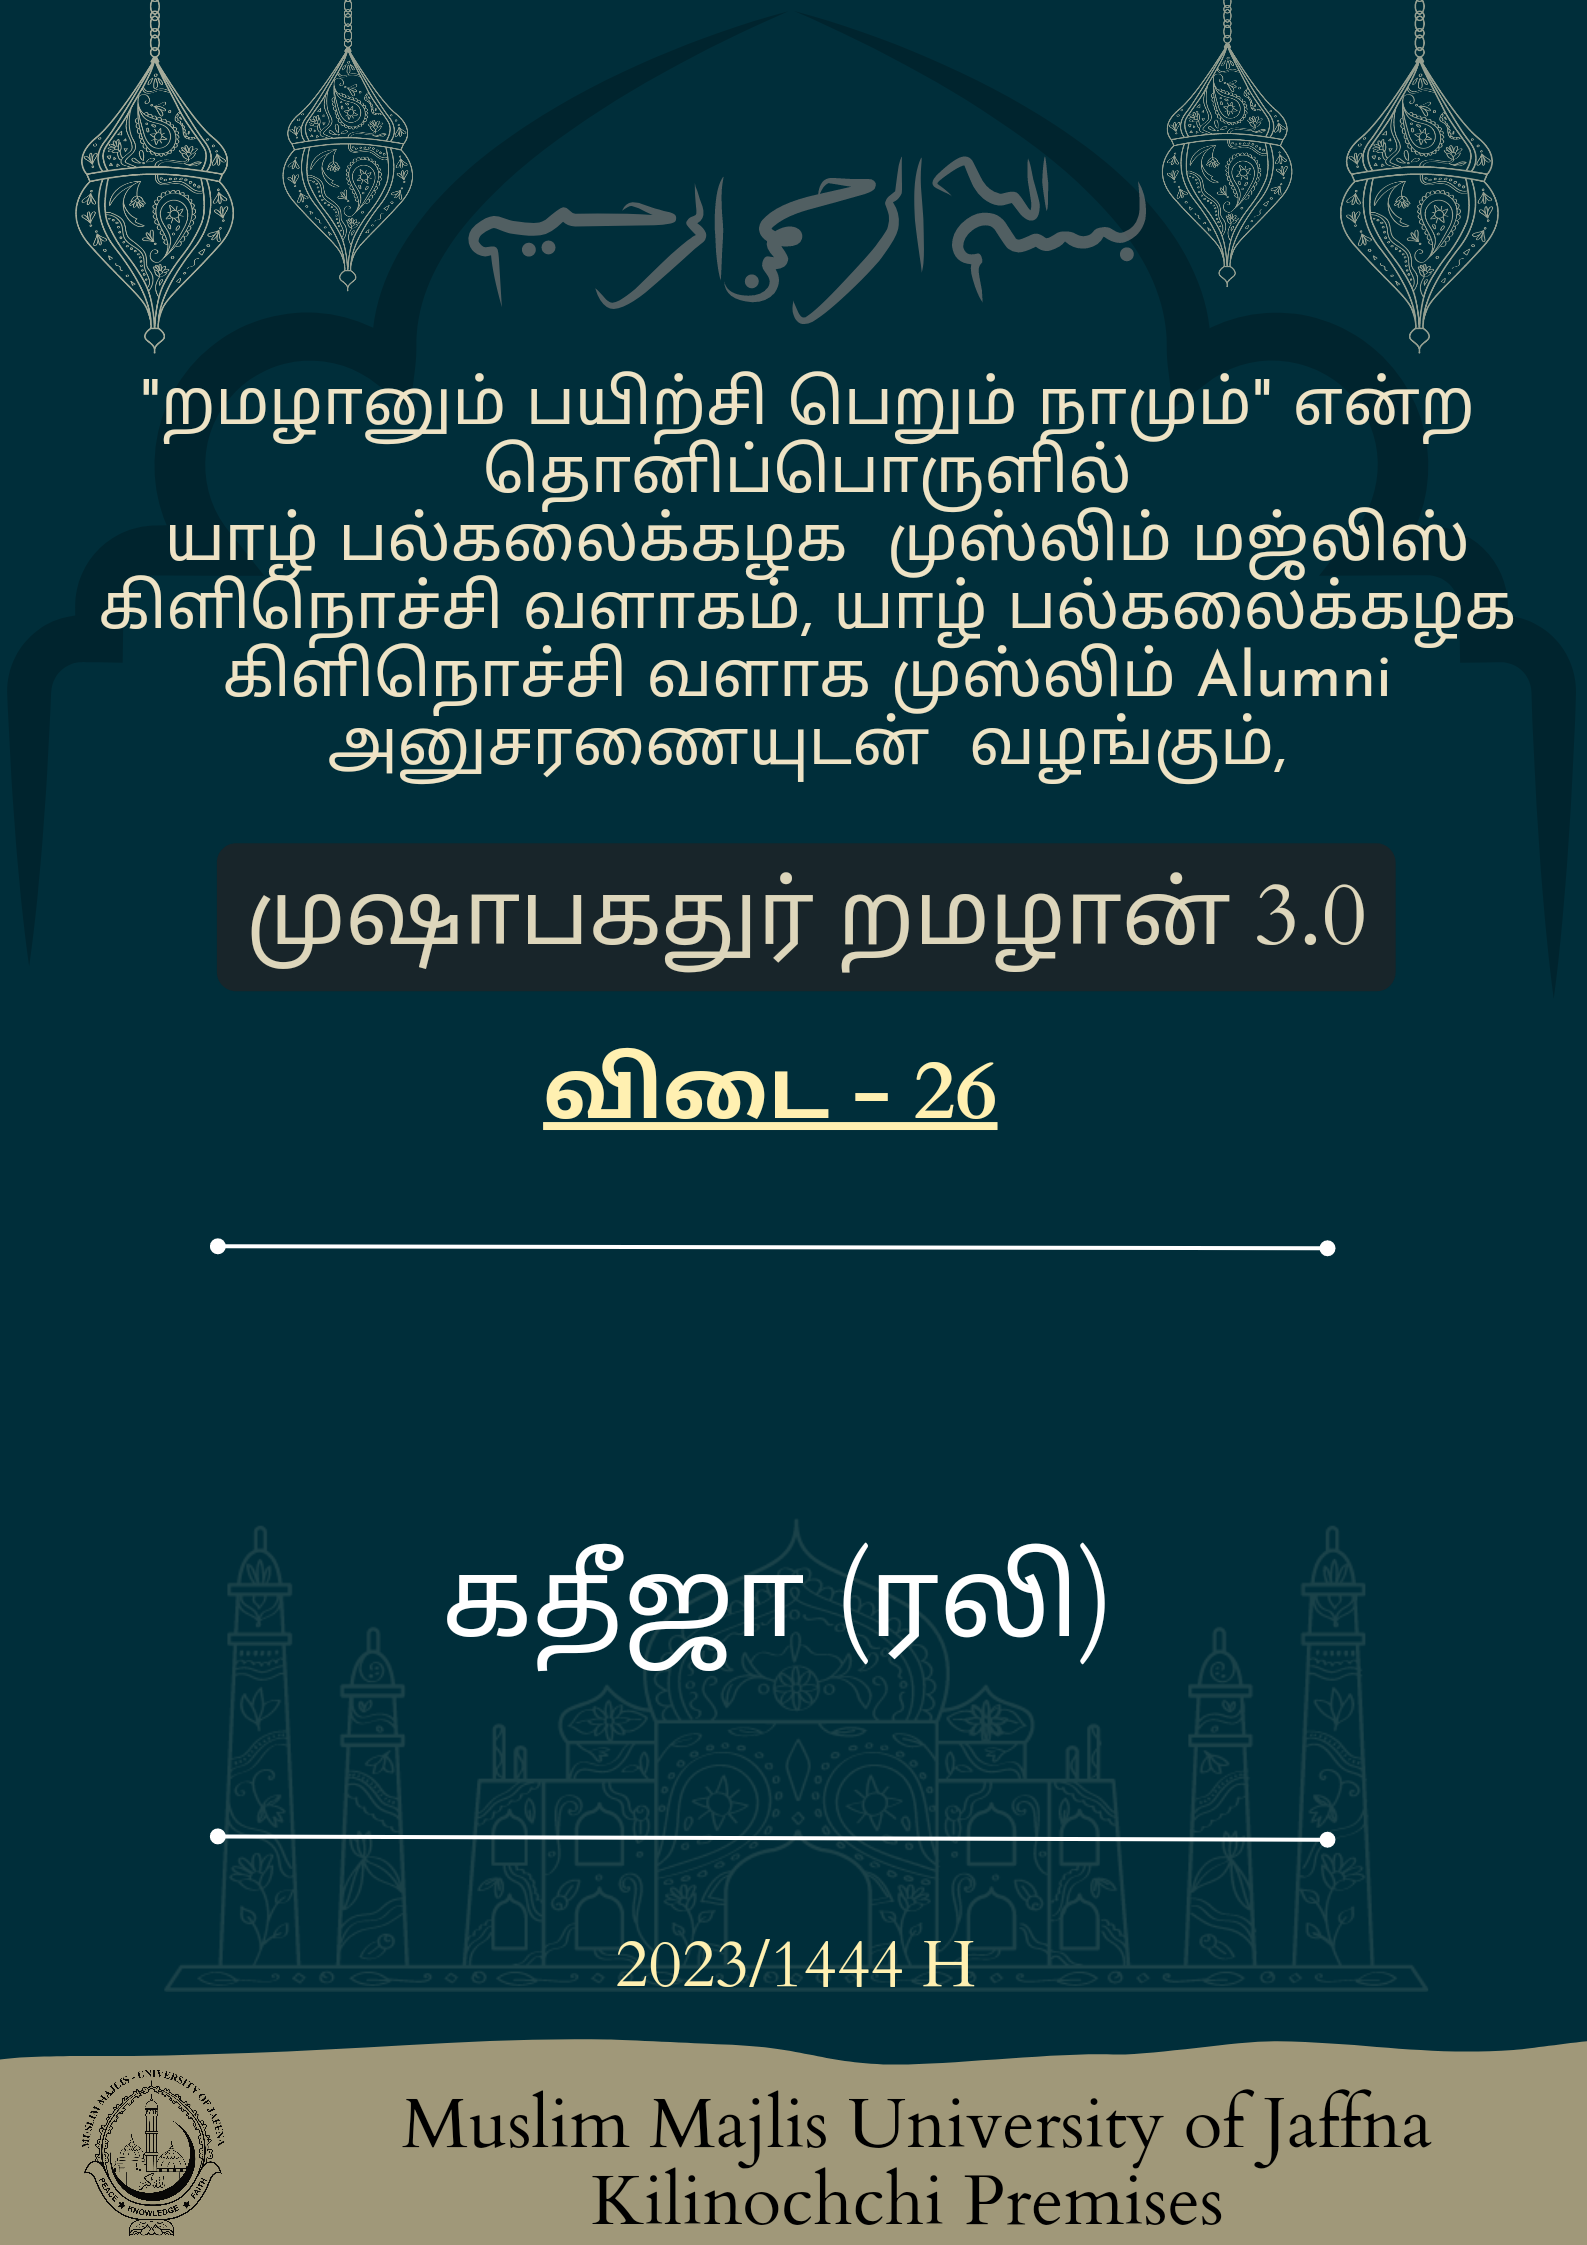 بسم الله الرحمن الرحيم
"றமழானும் பயிற்சி பெறும் நாமும்" என்ற
தொனிப்பொருளில்
யாழ் பல்கலைக்கழக முஸ்லிம் மஜ்லிஸ்
கிளிநொச்சி வளாகம், யாழ் பல்கலைக்கழக
கிளிநொச்சி வளாக முஸ்லிம் Alumni
அனுசரணையுடன் வழங்கும்,
முஷாபகதுர் றமழான் 3.0
விடை - 26
கதீஜா (ரலி)
2023/1444 H
MUSLIM MAJLIS - UNIVERSITY OF JAFFNA
PEACE ★ KNOWLEDGE ★ FAITH
Muslim Majlis University of Jaffna
Kilinochchi Premises